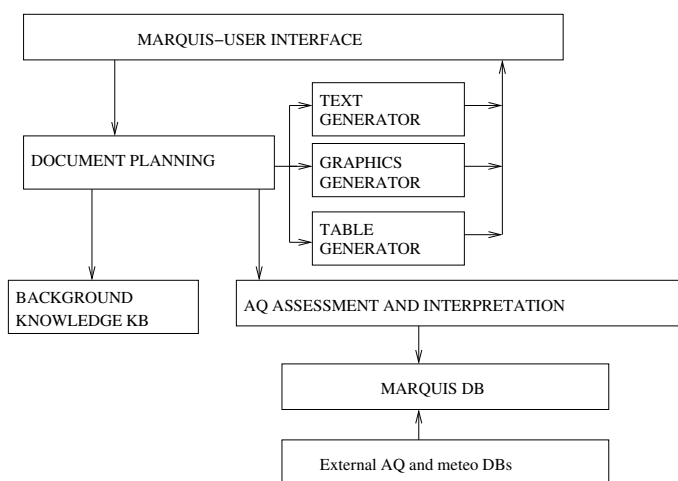 MARQUIS−USER INTERFACE
TEXT
GENERATOR
DOCUMENT PLANNING
GRAPHICS
GENERATOR
TABLE
GENERATOR
BACKGROUND
KNOWLEDGE KB
AQ ASSESSMENT AND INTERPRETATION
MARQUIS DB
External AQ and meteo DBs